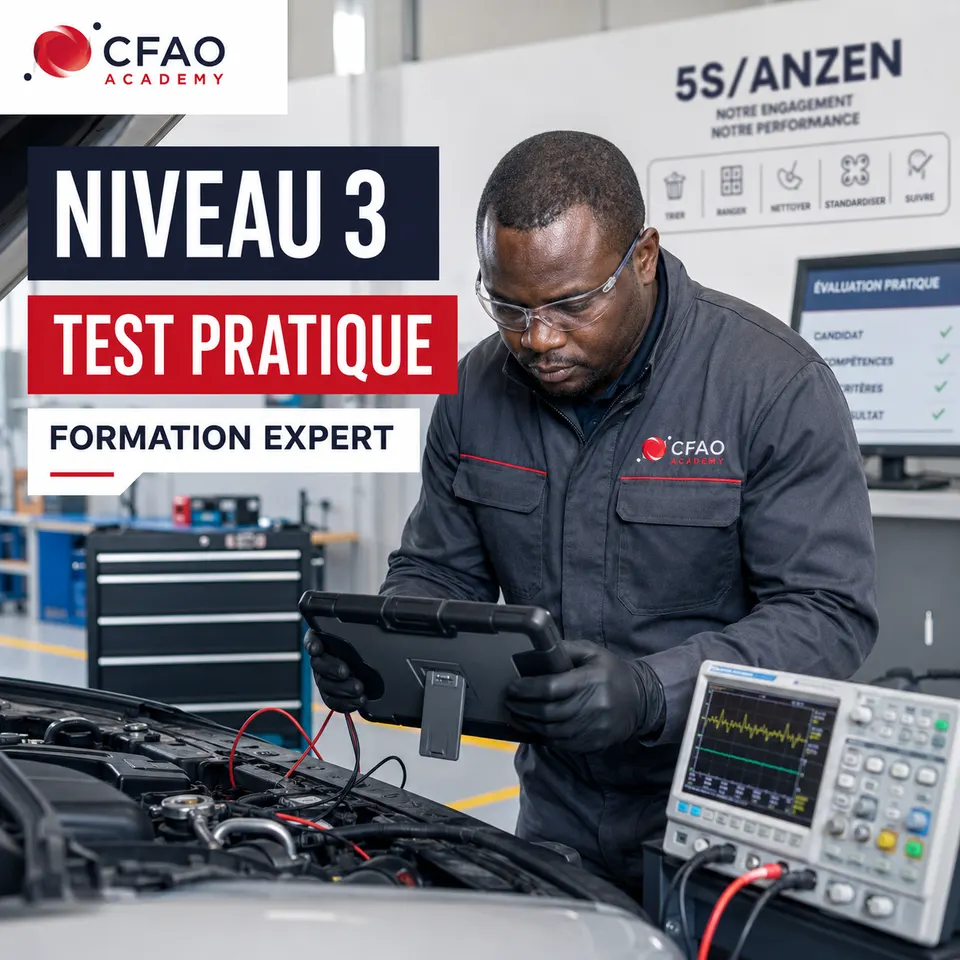 CFAO
ACADEMY
5S/ANZEN
NOTRE ENGAGEMENT
NOTRE PERFORMANCE
TRIER
RANGER
NETTOYER
STANDARDISER
SUIVRE
NIVEAU 3
TEST PRATIQUE
FORMATION EXPERT
ÉVALUATION PRATIQUE
CANDIDAT
COMPÉTENCES
CRITÈRES
CFAO
ACADEMY